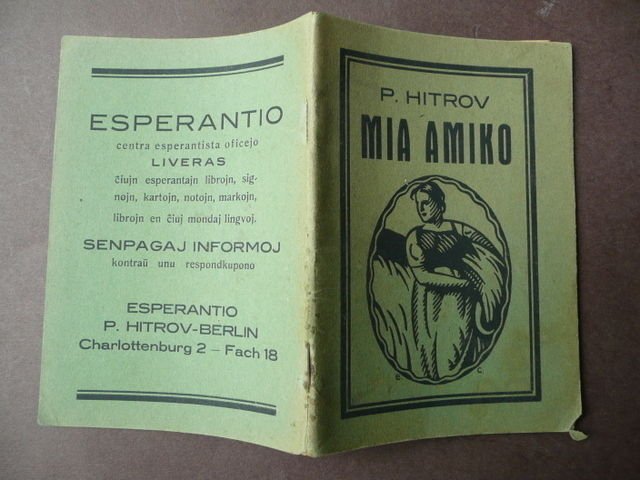 ESPERANTIO
centra esperantista oficejo
LIVERAS
ĉiujn esperantajn librojn, sig-
nojn, kartojn, notojn, markojn,
librojn en ĉiuj mondaj lingvoj.
SENPAGAJ INFORMOJ
kontraŭ unu respondkupono
ESPERANTIO
P. HITROV-BERLIN
Charlottenburg 2 – Fach 18
P. HITROV
MIA AMIKO